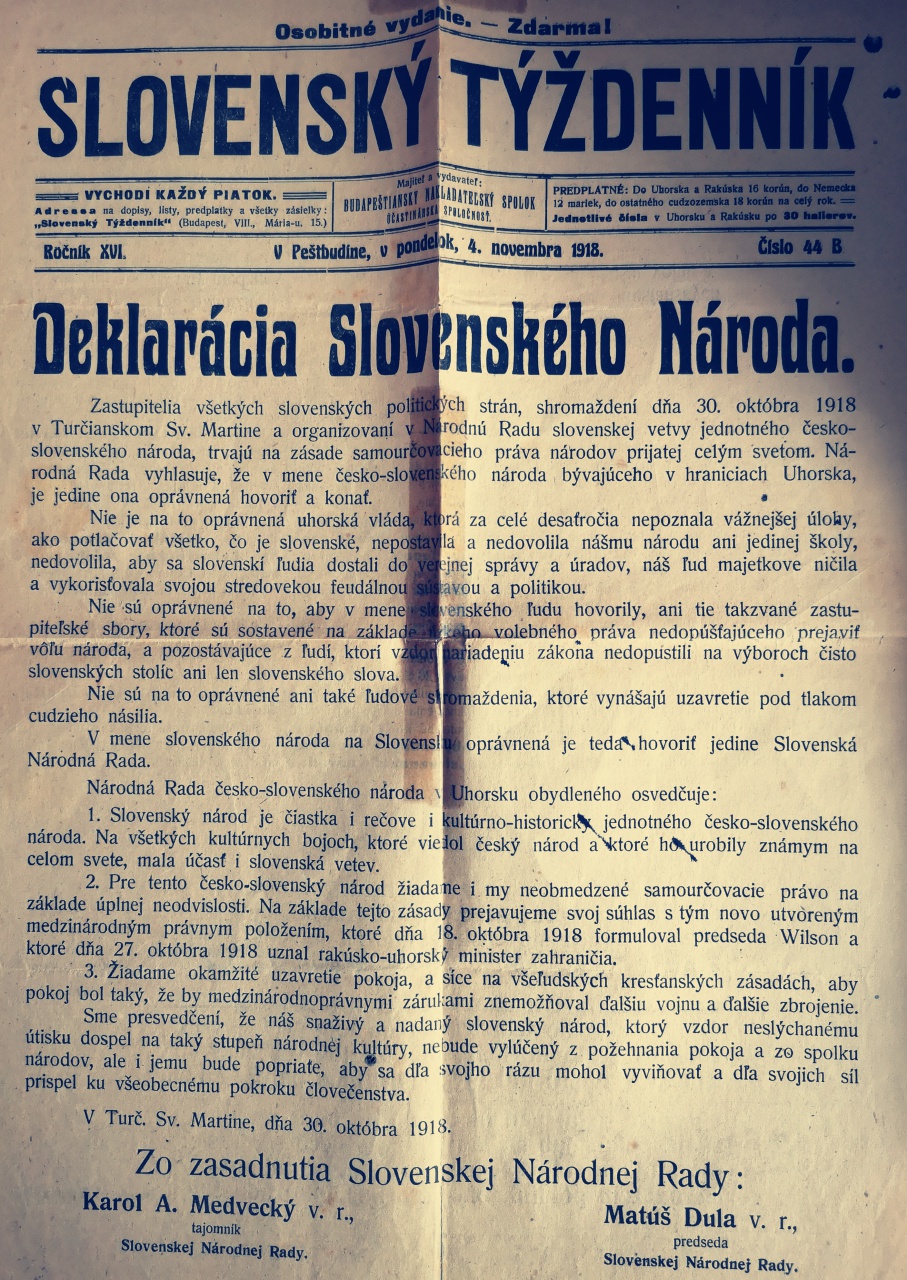 Osobitné vydanie. — Zdarma!
SLOVENSKÝ TÝŽDENNÍK
VYCHODÍ KAŽDÝ PIATOK.
Adressa na dopisy, listy, predplatky a všetky zásielky:
„Slovenský Týždenník“ (Budapest, VIII., Mária-u. 15.)
Majiteľ a vydavateľ:
BUDAPEŠTIANSKY NAKLADATELSKÝ SPOLOK
ÚČASTINÁRSKA SPOLOČNOSŤ.
PREDPLATNÉ: Do Uhorska a Rakúska 16 korún, do Nemecka
12 mariek, do ostatného cudzozemska 18 korún na celý rok.
Jednotlivé čísla v Uhorsku a Rakúsku po 30 halierov.
Ročník XVI.
V Peštbudíne, v pondelok, 4. novembra 1918.
Číslo 44 B
Deklarácia Slovenského Národa.
Zastupitelia všetkých slovenských politických strán, shromaždení dňa 30. októbra 1918
v Turčianskom Sv. Martine a organizovaní v Národnú Radu slovenskej vetvy jednotného česko-
slovenského národa, trvajú na zásade samourčovacieho práva národov prijatej celým svetom. Ná-
rodná Rada vyhlasuje, že v mene česko-slovenského národa bývajúceho v hraniciach Uhorska,
je jedine ona oprávnená hovoriť a konať.
Nie je na to oprávnená uhorská vláda, ktorá za celé desaťročia nepoznala vážnejšej úlohy,
ako potlačovať všetko, čo je slovenské, nepostavila a nedovolila nášmu národu ani jedinej školy,
nedovolila, aby sa slovenskí ľudia dostali do verejnej správy a úradov, náš ľud majetkove ničila
a vykorisťovala svojou stredovekou feudálnou sústavou a politikou.
Nie sú oprávnené na to, aby v mene slovenského ľudu hovorily, ani tie takzvané zastu-
piteľské sbory, ktoré sú sostavené na základe volebného práva nedopúšťajúceho prejaviť
vôľu národa, a pozostávajúce z ľudí, ktorí vzdor nariadeniu zákona nedopustili na výboroch čisto
slovenských stolíc ani len slovenského slova.
Nie sú na to oprávnené ani také ľudové shromaždenia, ktoré vynášajú uzavretie pod tlakom
cudzieho násilia.
V mene slovenského národa na Slovensku oprávnená je teda hovoriť jedine Slovenská
Národná Rada.
Národná Rada česko-slovenského národa v Uhorsku obydleného osvedčuje:
1. Slovenský národ je čiastka i rečove i kultúrno-historicky jednotného česko-slovenského
národa. Na všetkých kultúrnych bojoch, ktoré viedol český národ a ktoré ho urobily známym na
celom svete, mala účasť i slovenská vetev.
2. Pre tento česko-slovenský národ žiadame i my neobmedzené samourčovacie právo na
základe úplnej neodvislosti. Na základe tejto zásady prejavujeme svoj súhlas s tým novo utvoreným
medzinárodným právnym položením, ktoré dňa 18. októbra 1918 formuloval predseda Wilson a
ktoré dňa 27. októbra 1918 uznal rakúsko-uhorský minister zahraničia.
3. Žiadame okamžité uzavretie pokoja, a síce na všeľudských kresťanských zásadách, aby
pokoj bol taký, že by medzinárodnoprávnymi zárukami znemožňoval ďalšiu vojnu a ďalšie zbrojenie.
Sme presvedčení, že náš snaživý a nadaný slovenský národ, ktorý vzdor neslýchanému
útisku dospel na taký stupeň národnej kultúry, nebude vylúčený z požehnania pokoja a zo spolku
národov, ale i jemu bude popriate, aby sa dľa svojho rázu mohol vyviňovať a dľa svojich síl
prispel ku všeobecnému pokroku človečenstva.
V Turč. Sv. Martine, dňa 30. októbra 1918.
Zo zasadnutia Slovenskej Národnej Rady:
Karol A. Medvecký v. r.,
tajomník
Slovenskej Národnej Rady.
Matúš Dula v. r.,
predseda
Slovenskej Národnej Rady.